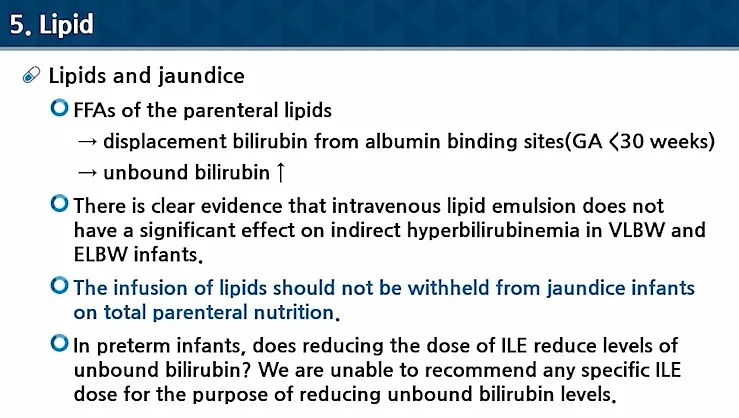 5. Lipid
Lipids and jaundice
FFAs of the parenteral lipids
→ displacement bilirubin from albumin binding sites(GA <30 weeks)
→ unbound bilirubin ↑
There is clear evidence that intravenous lipid emulsion does not
have a significant effect on indirect hyperbilirubinemia in VLBW and
ELBW infants.
The infusion of lipids should not be withheld from jaundice infants
on total parenteral nutrition.
In preterm infants, does reducing the dose of ILE reduce levels of
unbound bilirubin? We are unable to recommend any specific ILE
dose for the purpose of reducing unbound bilirubin levels.